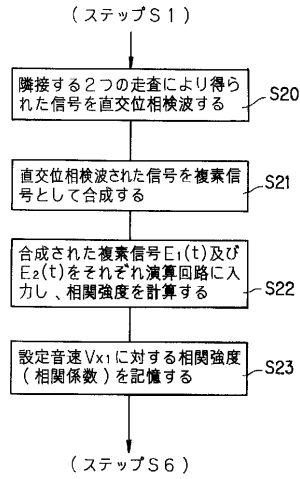 (ステップS1)
隣接する2つの走査により得ら
れた信号を直交位相検波する
S20
直交位相検波された信号を複素信
号として合成する
S21
合成された複素信号E₁(t)及び
E₂(t)をそれぞれ演算回路に入
力し、相関強度を計算する
S22
設定音速Vx1に対する相関強度
(相関係数)を記憶する
S23
(ステップS6)